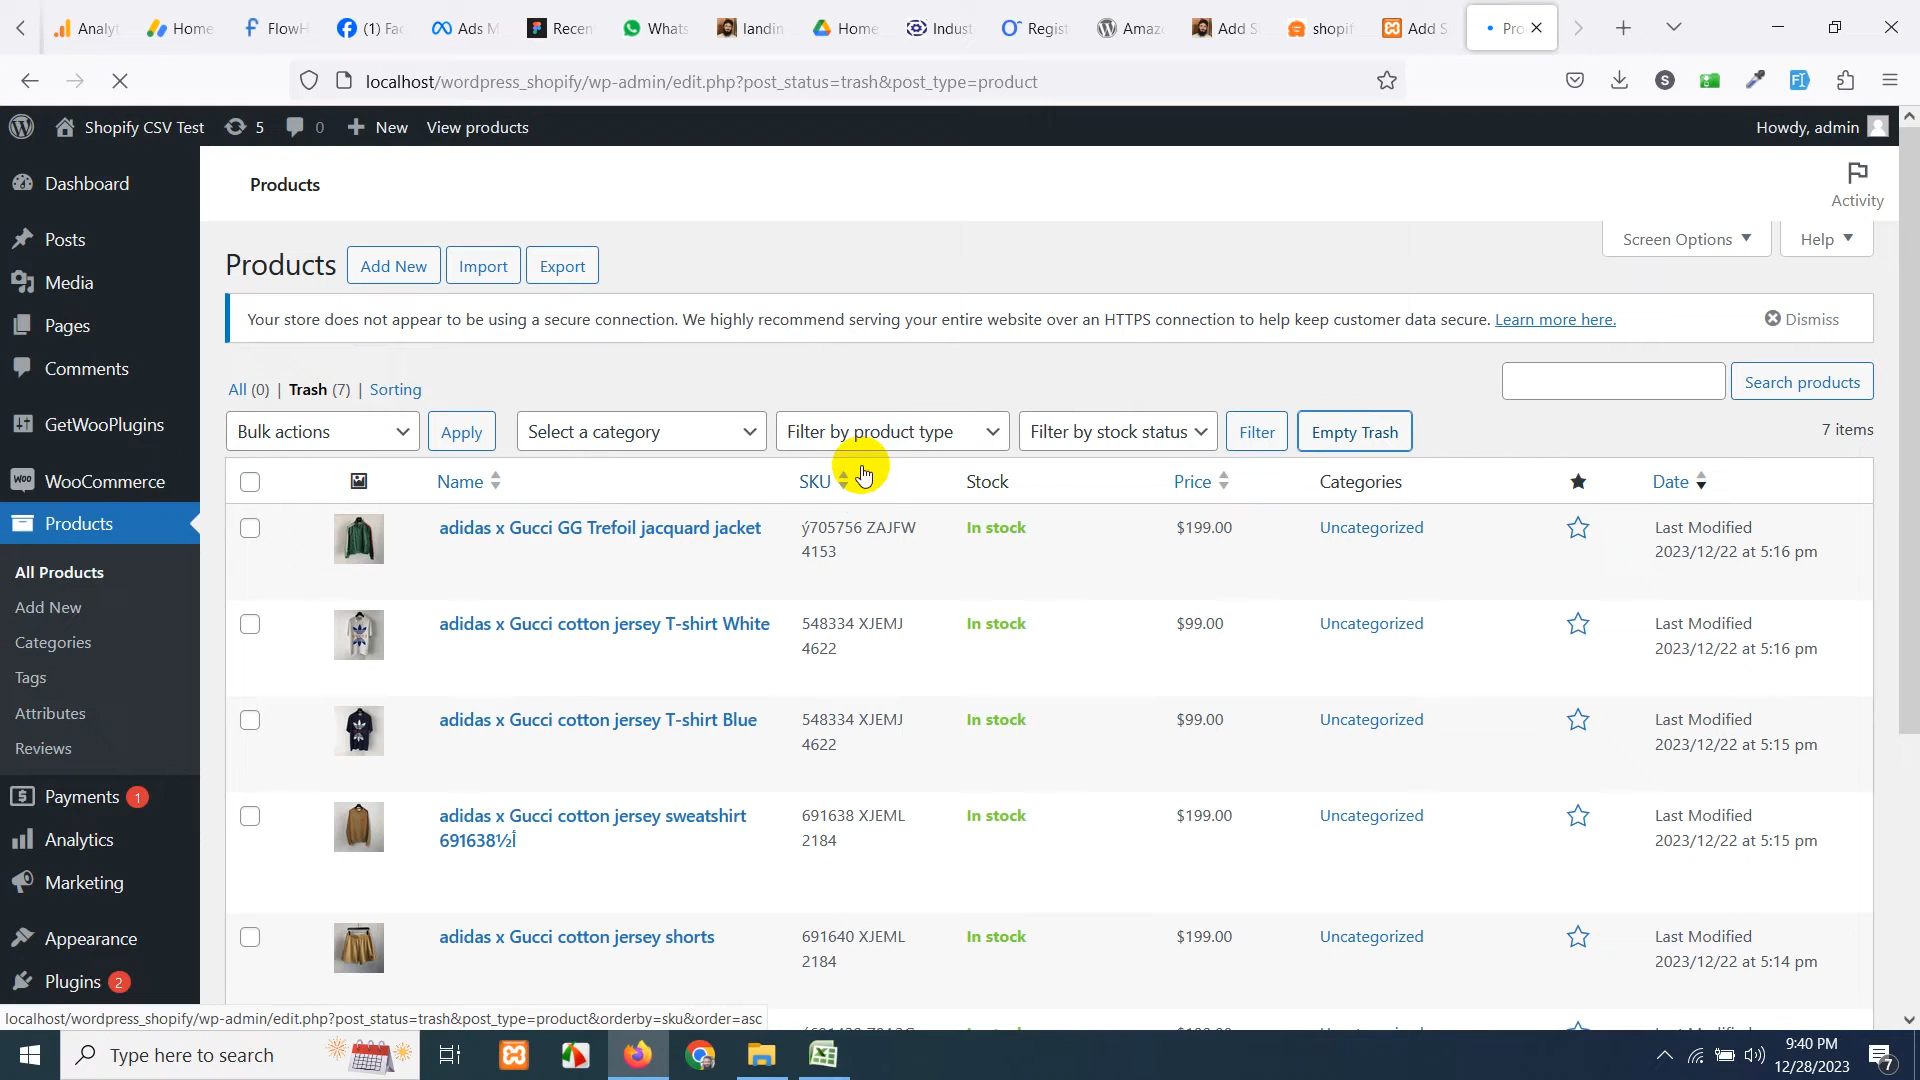 Analyt
Home
FlowH
(1) Fac
Ads M
Recen
Whats
landin
Home
Indust
Regist
Amaz
Add S
shopif
Add S
Pro
localhost/wordpress_shopify/wp-admin/edit.php?post_status=trash&post_type=product
Shopify CSV Test 5 0 New View products Howdy, admin
Products
Activity
Screen Options Help
Products Add New Import Export
Your store does not appear to be using a secure connection. We highly recommend serving your entire website over an HTTPS connection to help keep customer data secure. Learn more here. Dismiss
All (0) | Trash (7) | Sorting Search products
Bulk actions Apply Select a category Filter by product type Filter by stock status Filter Empty Trash 7 items
Name SKU Stock Price Categories Date
adidas x Gucci GG Trefoil jacquard jacket ý705756 ZAJFW In stock $199.00 Uncategorized Last Modified
4153 2023/12/22 at 5:16 pm
adidas x Gucci cotton jersey T-shirt White 548334 XJEMJ In stock $99.00 Uncategorized Last Modified
4622 2023/12/22 at 5:16 pm
adidas x Gucci cotton jersey T-shirt Blue 548334 XJEMJ In stock $99.00 Uncategorized Last Modified
4622 2023/12/22 at 5:15 pm
adidas x Gucci cotton jersey sweatshirt 691638 XJEML In stock $199.00 Uncategorized Last Modified
691638½أ 2184 2023/12/22 at 5:15 pm
adidas x Gucci cotton jersey shorts 691640 XJEML In stock $199.00 Uncategorized Last Modified
2184 2023/12/22 at 5:14 pm
Dashboard
Posts
Media
Pages
Comments
GetWooPlugins
WooCommerce
Products
All Products
Add New
Categories
Tags
Attributes
Reviews
Payments 1
Analytics
Marketing
Appearance
Plugins 2
localhost/wordpress_shopify/wp-admin/edit.php?post_status=trash&post_type=product&orderby=sku&order=asc
Type here to search
9:40 PM
12/28/2023
7